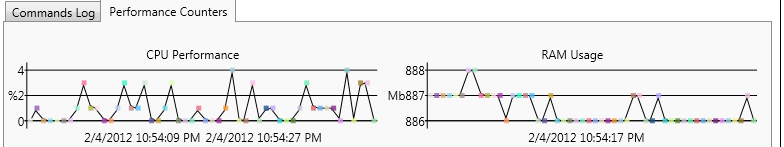 Commands Log Performance Counters
CPU Performance
4
%2
0
2/4/2012 10:54:09 PM 2/4/2012 10:54:27 PM
RAM Usage
888
Mb887
886
2/4/2012 10:54:17 PM